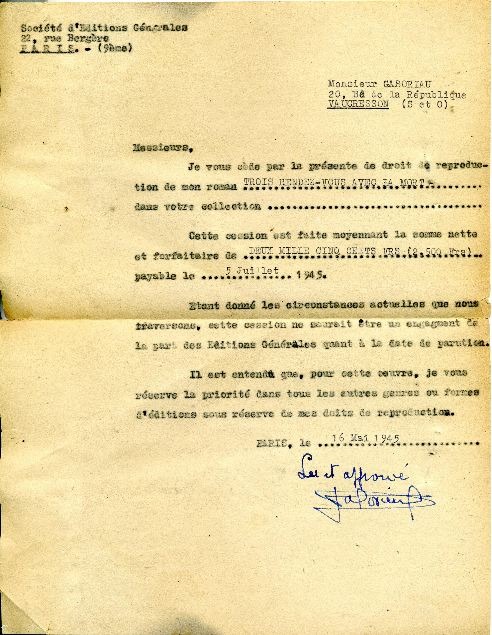 Société d'Editions Générales
22, rue Bergère
PARIS. - (9ème)
Monsieur GABORIAU
20, Bd de la République
VAUCRESSON (S et O)
Messieurs,
Je vous cède par la présente de droit de reproduc-
tion de mon roman TROIS RENDEZ-VOUS AVEC LA MORT
dans votre collection ........................................
Cette cession est faite moyennant la somme nette
et forfaitaire de DEUX MILLE CINQ CENTS FRS (2.500 Frs)
payable le ..5 Juillet........ 1945.
Etant donné les circonstances actuelles que nous
traversons, cette cession ne saurait être un engagment de
la part des Editions Générales quant à la date de parution.
Il est entendu que, pour cette oeuvre, je vous
réserve la priorité dans tous les autres genres ou formes
d'éditions sous réserve de mes doits de reproduction.
PARIS, le ..16 Mai 1945..................
Lu et approuvé